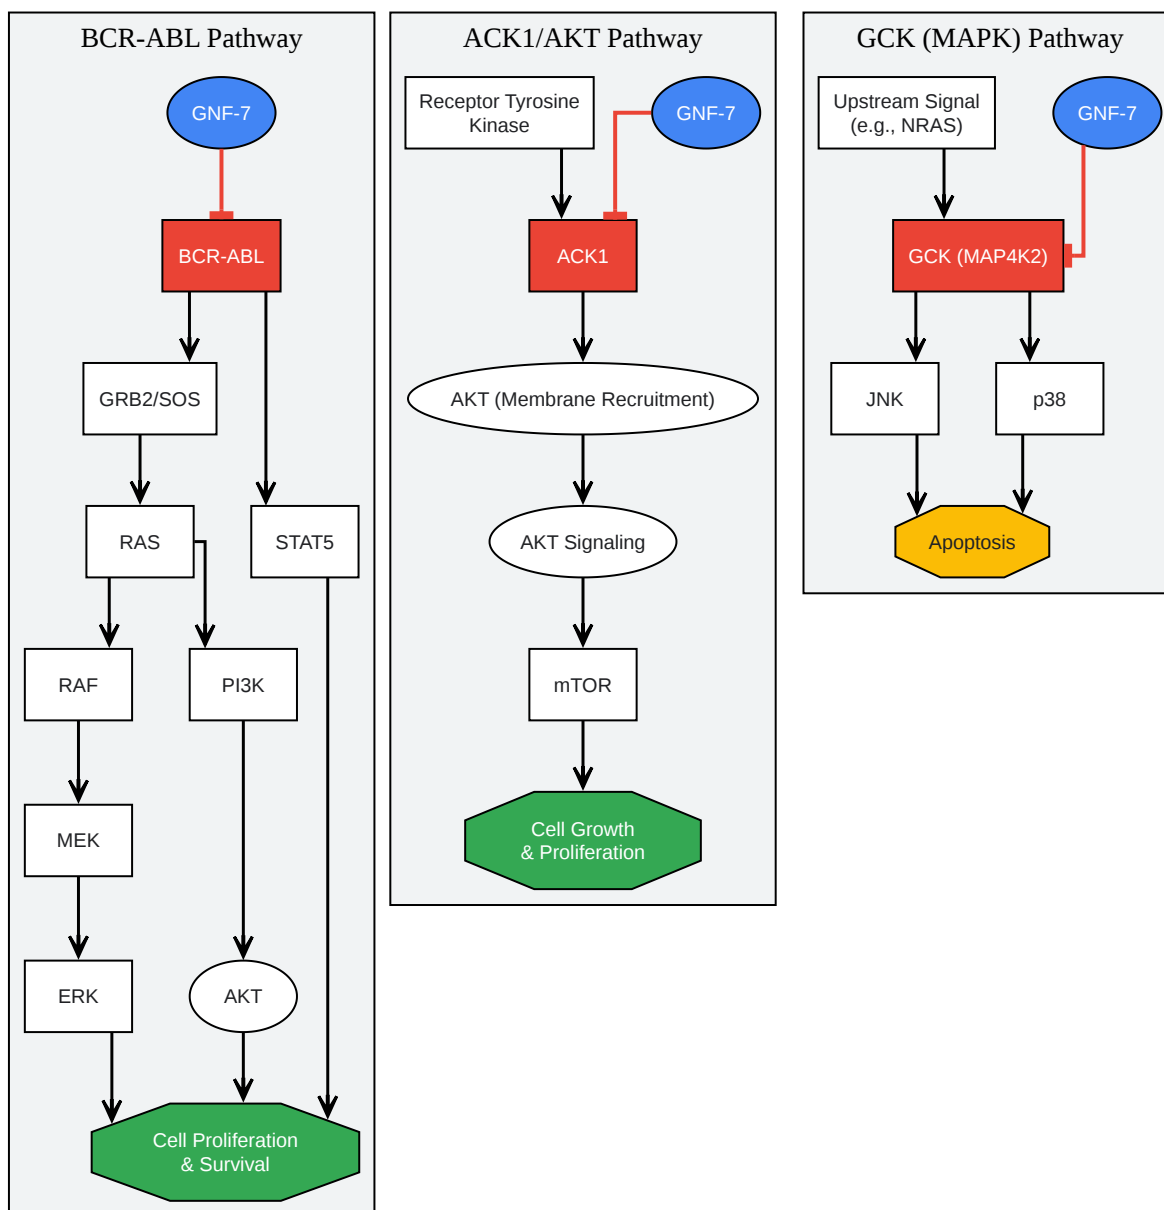 BCR-ABL Pathway
GNF-7
BCR-ABL
GRB2/SOS
RAS
STAT5
RAF
PI3K
MEK
ERK
AKT
Cell Proliferation
& Survival
ACK1/AKT Pathway
Receptor Tyrosine
Kinase
GNF-7
ACK1
AKT (Membrane Recruitment)
AKT Signaling
mTOR
Cell Growth
& Proliferation
GCK (MAPK) Pathway
Upstream Signal
(e.g., NRAS)
GNF-7
GCK (MAP4K2)
JNK
p38
Apoptosis